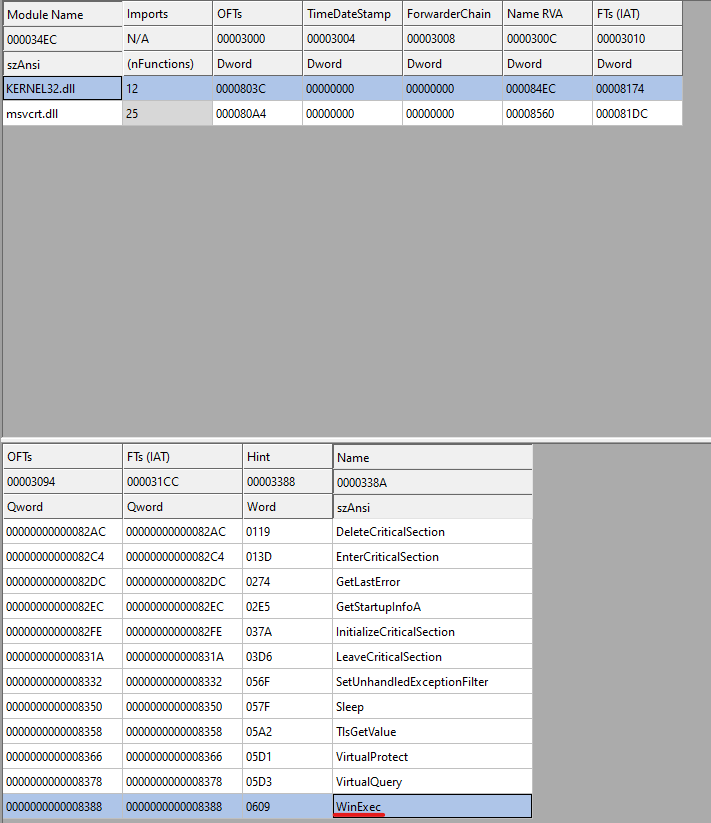 Module Name Imports OFTs TimeDateStamp ForwarderChain Name RVA FTs (IAT)
000034EC N/A 00003000 00003004 00003008 0000300C 00003010
szAnsi (nFunctions) Dword Dword Dword Dword Dword
KERNEL32.dll 12 0000803C 00000000 00000000 000084EC 00008174
msvcrt.dll 25 000080A4 00000000 00000000 00008560 000081DC
OFTs FTs (IAT) Hint Name
00003094 000031CC 00003388 0000338A
Qword Qword Word szAnsi
00000000000082AC 00000000000082AC 0119 DeleteCriticalSection
00000000000082C4 00000000000082C4 013D EnterCriticalSection
00000000000082DC 00000000000082DC 0274 GetLastError
00000000000082EC 00000000000082EC 02E5 GetStartupInfoA
00000000000082FE 00000000000082FE 037A InitializeCriticalSection
000000000000831A 000000000000831A 03D6 LeaveCriticalSection
0000000000008332 0000000000008332 056F SetUnhandledExceptionFilter
0000000000008350 0000000000008350 057F Sleep
0000000000008358 0000000000008358 05A2 TlsGetValue
0000000000008366 0000000000008366 05D1 VirtualProtect
0000000000008378 0000000000008378 05D3 VirtualQuery
0000000000008388 0000000000008388 0609 WinExec